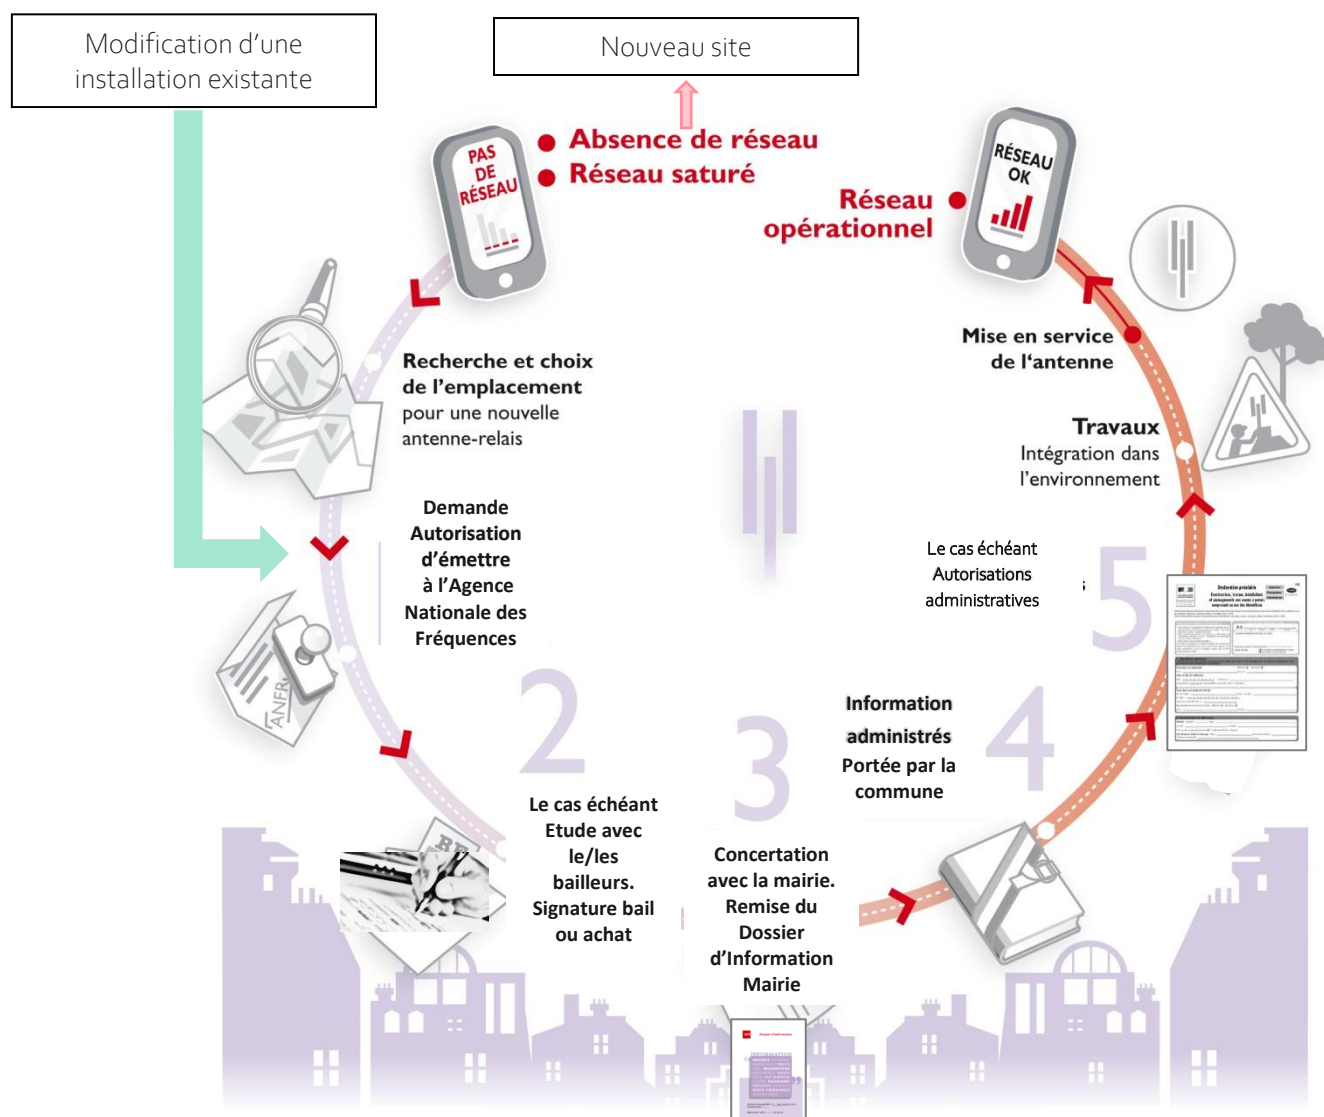 Modification d'une
installation existante
Nouveau site
Absence de réseau
Réseau saturé
PAS
DE
RÉSEAU
RÉSEAU
OK
Réseau
opérationnel
Recherche et choix
de l'emplacement
pour une nouvelle
antenne-relais
Mise en service
de l'antenne
Travaux
Intégration dans
l'environnement
Demande
Autorisation
d'émettre
à l'Agence
Nationale des
Fréquences
ANFR
Le cas échéant
Autorisations
administratives
5
2
Le cas échéant
Etude avec
le/les
bailleurs.
Signature bail
ou achat
3
Concertation
avec la mairie.
Remise du
Dossier
d'Information
Mairie
4
Information
administrés
Portée par la
commune
Déclaration préalable
Dossier d'Information